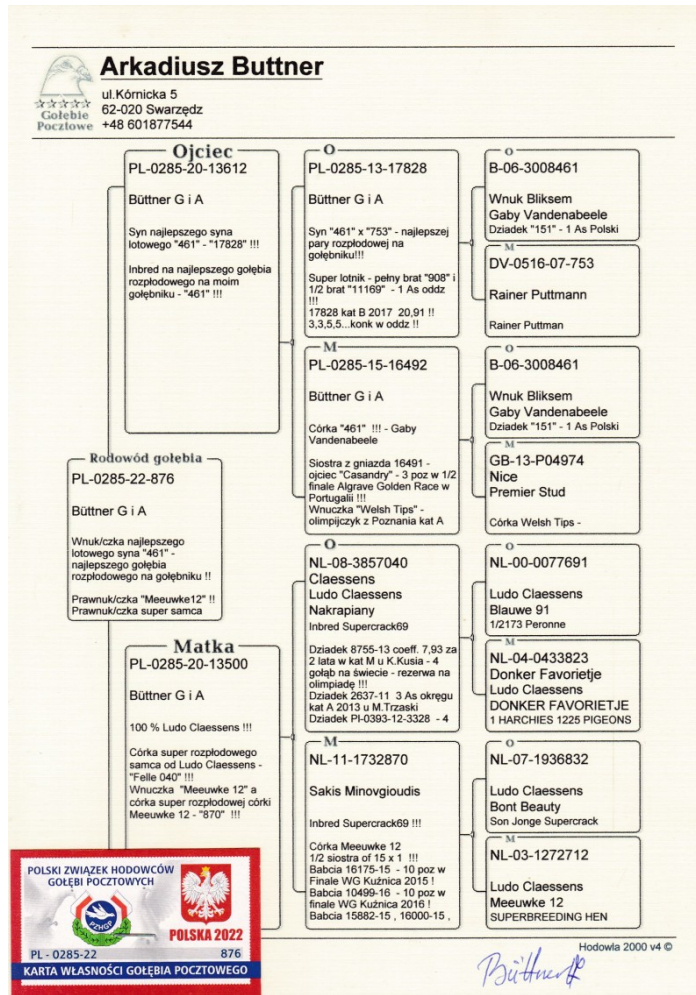 Arkadiusz Buttner
ul.Kórnicka 5
62-020 Swarzędz
+48 601877544
Gołębie
Pocztowe
Ojciec
PL-0285-20-13612
Büttner G i A
Syn najlepszego syna
lotowego "461" - "17828" !!!
Inbred na najlepszego gołębia
rozpłodowego na moim
gołębniku - "461" !!!
O
PL-0285-13-17828
Büttner G i A
Syn "461" x "753" - najlepszej
pary rozpłodowej na
gołębniku!!!
Super lotnik - pełny brat "908" i
1/2 brat "11169" - 1 As oddz
!!!
17828 kat B 2017 20,91 !!
3,3,5,5...konk w oddz !!
O
B-06-3008461
Wnuk Bliksem
Gaby Vandenabeele
Dziadek "151" - 1 As Polski
M
DV-0516-07-753
Rainer Puttmann
Rainer Puttman
M
PL-0285-15-16492
Büttner G i A
Córka "461" !!! - Gaby
Vandenabeele
Siostra z gniazda 16491 -
ojciec "Casandry" - 3 poz w 1/2
finale Algrave Golden Race w
Portugalii !!!
Wnuczka "Welsh Tips" -
olimpijczyk z Poznania kat A
O
B-06-3008461
Wnuk Bliksem
Gaby Vandenabeele
Dziadek "151" - 1 As Polski
M
GB-13-P04974
Nice
Premier Stud
Córka Welsh Tips -
Rodowód gołębia
PL-0285-22-876
Büttner G i A
Wnuk/czka najlepszego
lotowego syna "461" -
najlepszego gołębia
rozpłodowego na gołębniku !!
Prawnuk/czka "Meeuwke12" !!
Prawnuk/czka super samca
Matka
PL-0285-20-13500
Büttner G i A
100 % Ludo Claessens !!!
Córka super rozpłodowego
samca od Ludo Claessens -
"Felle 040" !!!
Wnuczka "Meeuwke 12" a
córka super rozpłodowej córki
Meeuwke 12 - "870" !!!
O
NL-08-3857040
Claessens
Ludo Claessens
Nakrapiany
Inbred Supercrack69
Dziadek 8755-13 coeff. 7,93 za
2 lata w kat M u K.Kusia - 4
gołąb na świecie - rezerwa na
olimpiadę !!!
Dziadek 2637-11 3 As okręgu
kat A 2013 u M.Trzaski
Dziadek PI-0393-12-3328 - 4
O
NL-00-0077691
Ludo Claessens
Blauwe 91
1/2173 Peronne
M
NL-04-0433823
Donker Favorietje
Ludo Claessens
DONKER FAVORIETJE
1 HARCHIES 1225 PIGEONS
M
NL-11-1732870
Sakis Minovgioudis
Inbred Supercrack69 !!!
Córka Meeuwke 12
1/2 siostra of 15 x 1 !!!
Babcia 16175-15 - 10 poz w
Finale WG Kuźnica 2015 !
Babcia 10499-16 - 10 poz w
finale WG Kuźnica 2016 !
Babcia 15882-15 , 16000-15 ,
O
NL-07-1936832
Ludo Claessens
Bont Beauty
Son Jonge Supercrack
M
NL-03-1272712
Ludo Claessens
Meeuwke 12
SUPERBREEDING HEN
POLSKI ZWIĄZEK HODOWCÓW
GOŁĘBI POCZTOWYCH
PZHGP
POLSKA 2022
PL - 0285-22 876
KARTA WŁASNOŚCI GOŁĘBIA POCZTOWEGO
Hodowla 2000 v4 ©